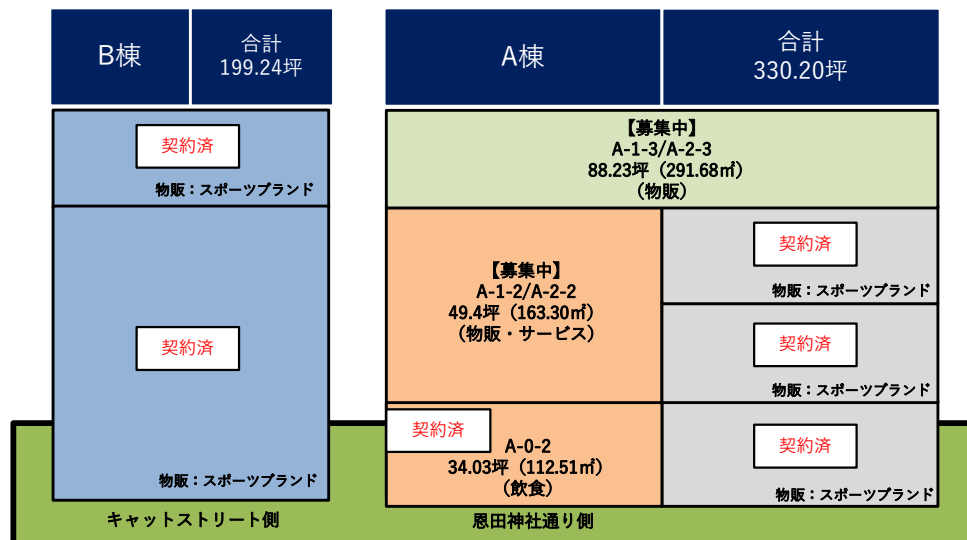 B棟
合計
199.24坪
A棟
合計
330.20坪
契約済
物販：スポーツブランド
契約済
物販：スポーツブランド
【募集中】
A-1-3/A-2-3
88.23坪（291.68㎡）
（物販）
【募集中】
A-1-2/A-2-2
49.4坪（163.30㎡）
（物販・サービス）
契約済
物販：スポーツブランド
契約済
物販：スポーツブランド
契約済
A-0-2
34.03坪（112.51㎡）
（飲食）
契約済
物販：スポーツブランド
キャットストリート側
恩田神社通り側